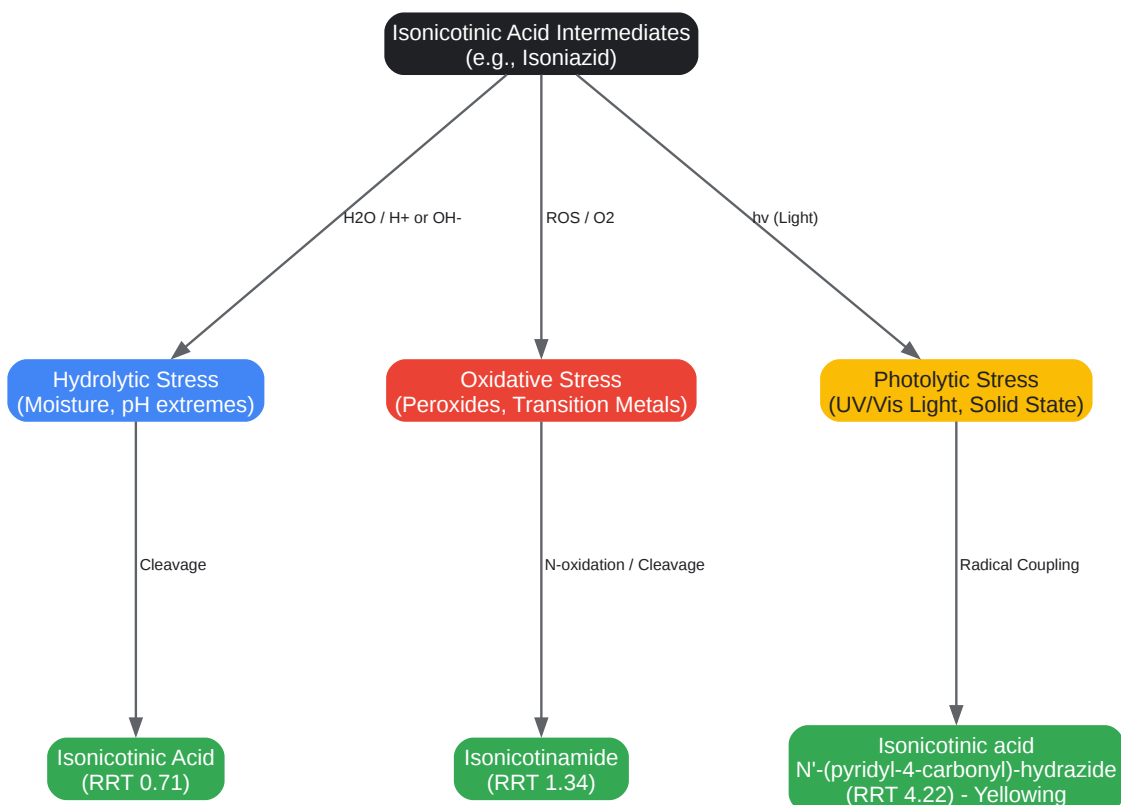 Isonicotinic Acid Intermediates
(e.g., Isoniazid)
H2O / H+ or OH-
ROS / O2
hv (Light)
Hydrolytic Stress
(Moisture, pH extremes)
Oxidative Stress
(Peroxides, Transition Metals)
Photolytic Stress
(UV/Vis Light, Solid State)
Cleavage
N-oxidation / Cleavage
Radical Coupling
Isonicotinic Acid
(RRT 0.71)
Isonicotinamide
(RRT 1.34)
Isonicotinic acid
N'-(pyridyl-4-carbonyl)-hydrazide
(RRT 4.22) - Yellowing